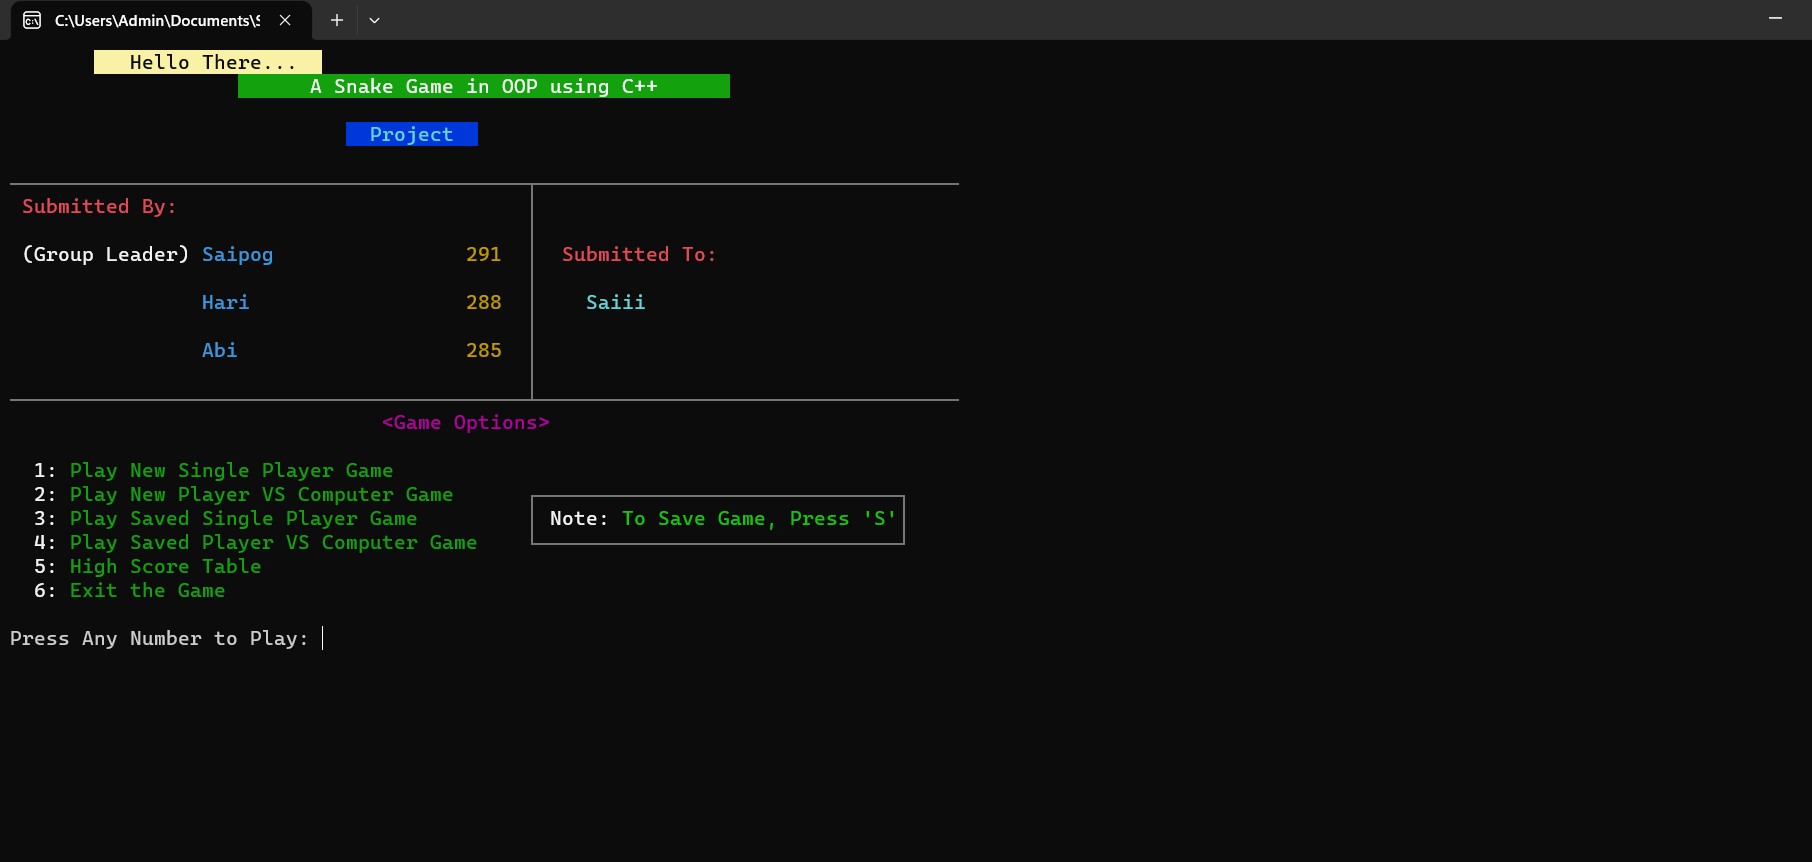 C:\Users\Admin\Documents\S
Hello There...
A Snake Game in OOP using C++
Project
Submitted By:
(Group Leader) Saipog 291
Hari 288
Abi 285
Submitted To:
Saiii
<Game Options>
1: Play New Single Player Game
2: Play New Player VS Computer Game
3: Play Saved Single Player Game
4: Play Saved Player VS Computer Game
5: High Score Table
6: Exit the Game
Note: To Save Game, Press 'S'
Press Any Number to Play: